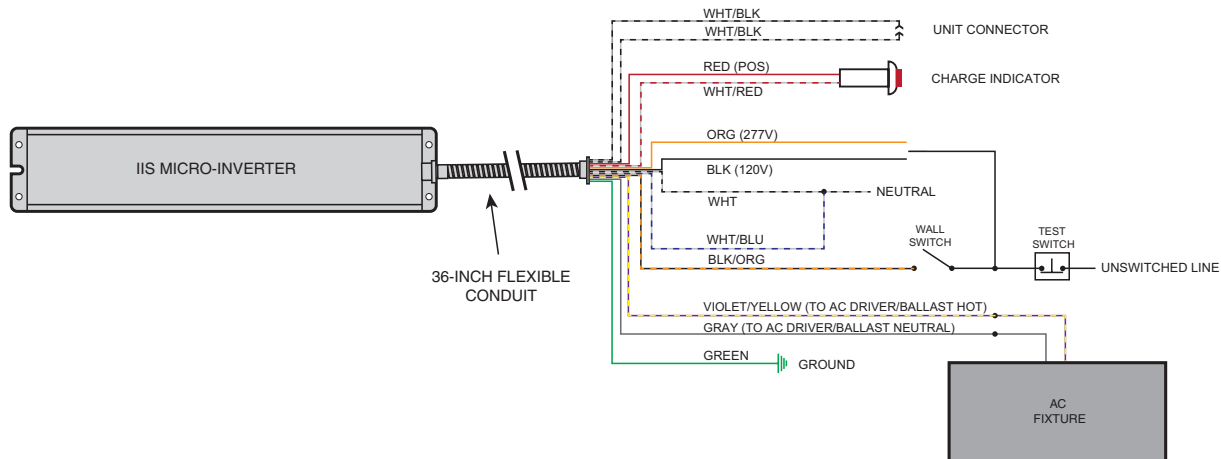 WHT/BLK
WHT/BLK
UNIT CONNECTOR
RED (POS)
CHARGE INDICATOR
WHT/RED
ORG (277V)
IIS MICRO-INVERTER
BLK (120V)
NEUTRAL
WHT
WHT/BLU
WALL
SWITCH
TEST
SWITCH
BLK/ORG
UNSWITCHED LINE
36-INCH FLEXIBLE
CONDUIT
VIOLET/YELLOW (TO AC DRIVER/BALLAST HOT)
GRAY (TO AC DRIVER/BALLAST NEUTRAL)
GREEN
GROUND
AC
FIXTURE